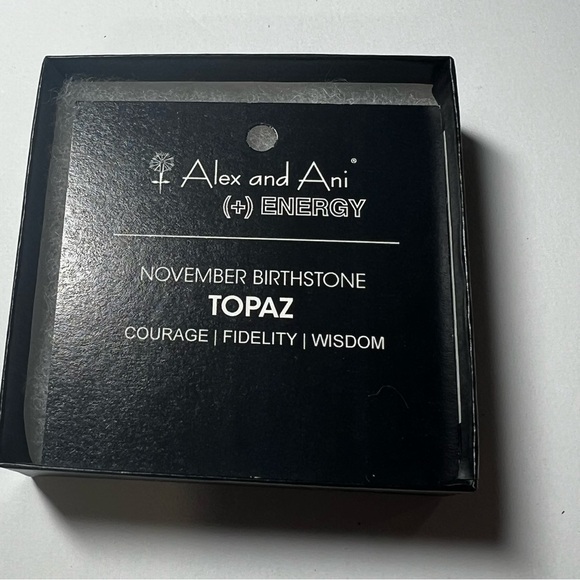 Alex and Ani®
(+) ENERGY
NOVEMBER BIRTHSTONE
TOPAZ
COURAGE | FIDELITY | WISDOM